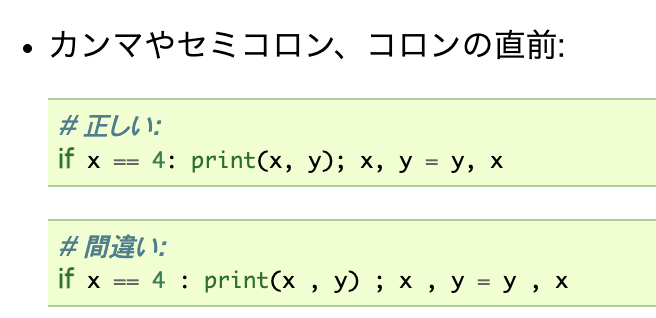 • カンマやセミコロン、コロンの直前:
# 正しい:
if x == 4: print(x, y); x, y = y, x
# 間違い:
if x == 4 : print(x , y) ; x , y = y , x